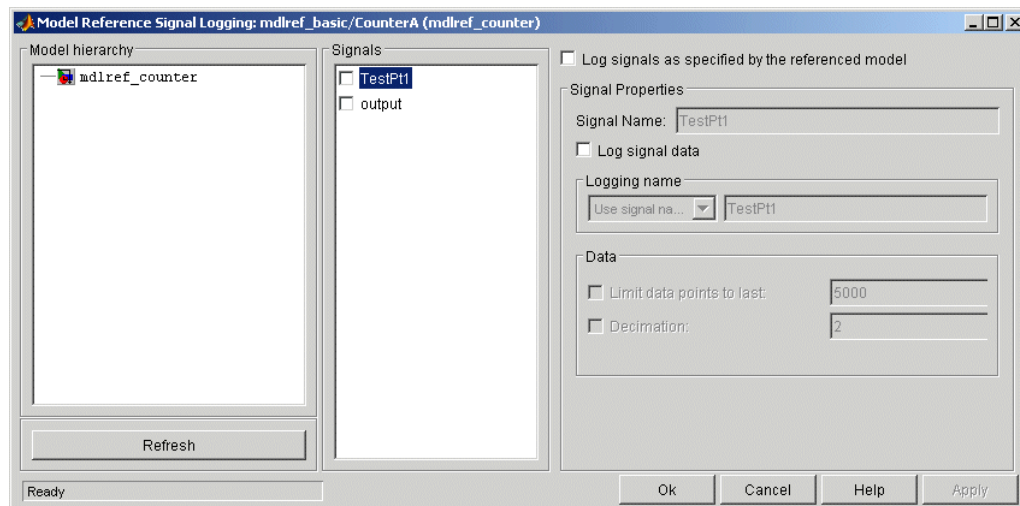 Model Reference Signal Logging: mdlref_basic/CounterA (mdlref_counter)
Model hierarchy
mdlref_counter
Refresh
Signals
TestPt1
output
Log signals as specified by the referenced model
Signal Properties
Signal Name: TestPt1
Log signal data
Logging name
Use signal na... TestPt1
Data
Limit data points to last: 5000
Decimation: 2
Ready
Ok Cancel Help Apply